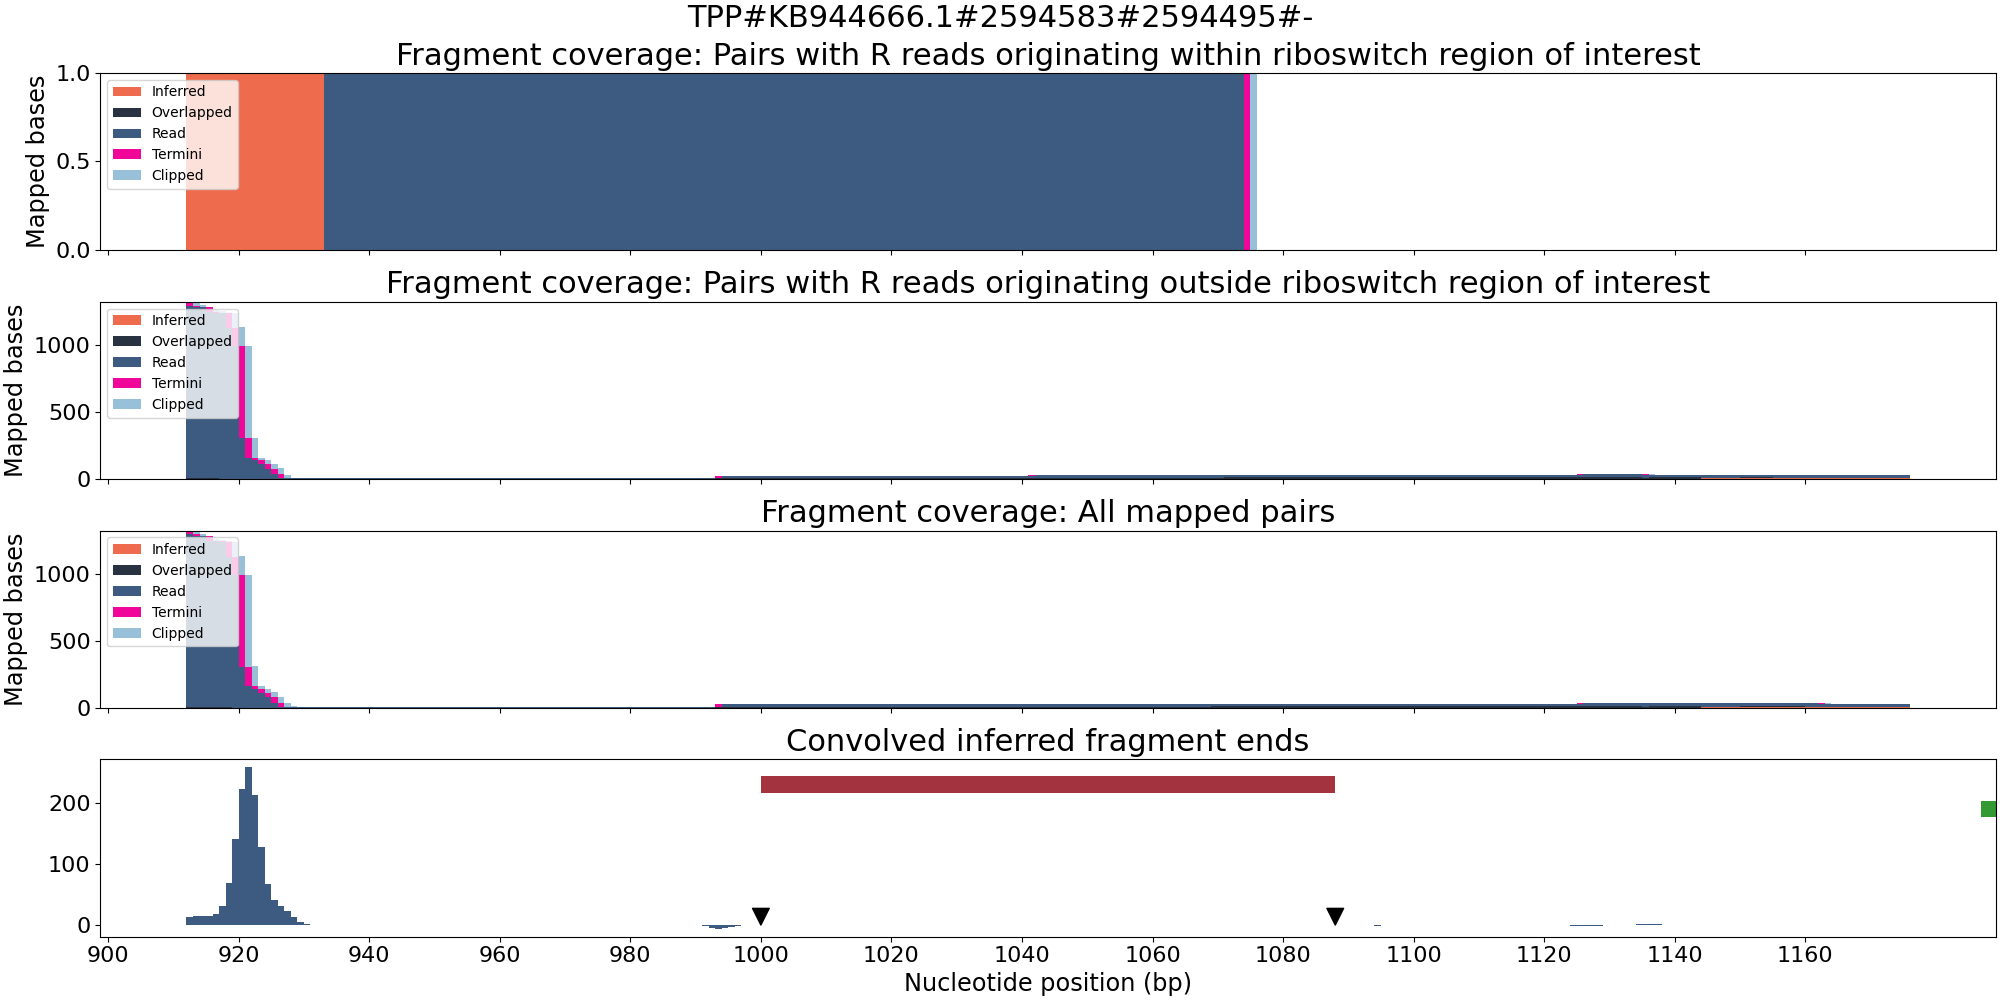 TPP#KB944666.1#2594583#2594495#-
Fragment coverage: Pairs with R reads originating within riboswitch region of interest
Mapped bases
1.0
0.5
0.0
Inferred
Overlapped
Read
Termini
Clipped
Fragment coverage: Pairs with R reads originating outside riboswitch region of interest
Mapped bases
1000
500
0
Inferred
Overlapped
Read
Termini
Clipped
Fragment coverage: All mapped pairs
Mapped bases
1000
500
0
Inferred
Overlapped
Read
Termini
Clipped
Convolved inferred fragment ends
200
100
0
900 920 940 960 980 1000 1020 1040 1060 1080 1100 1120 1140 1160
Nucleotide position (bp)